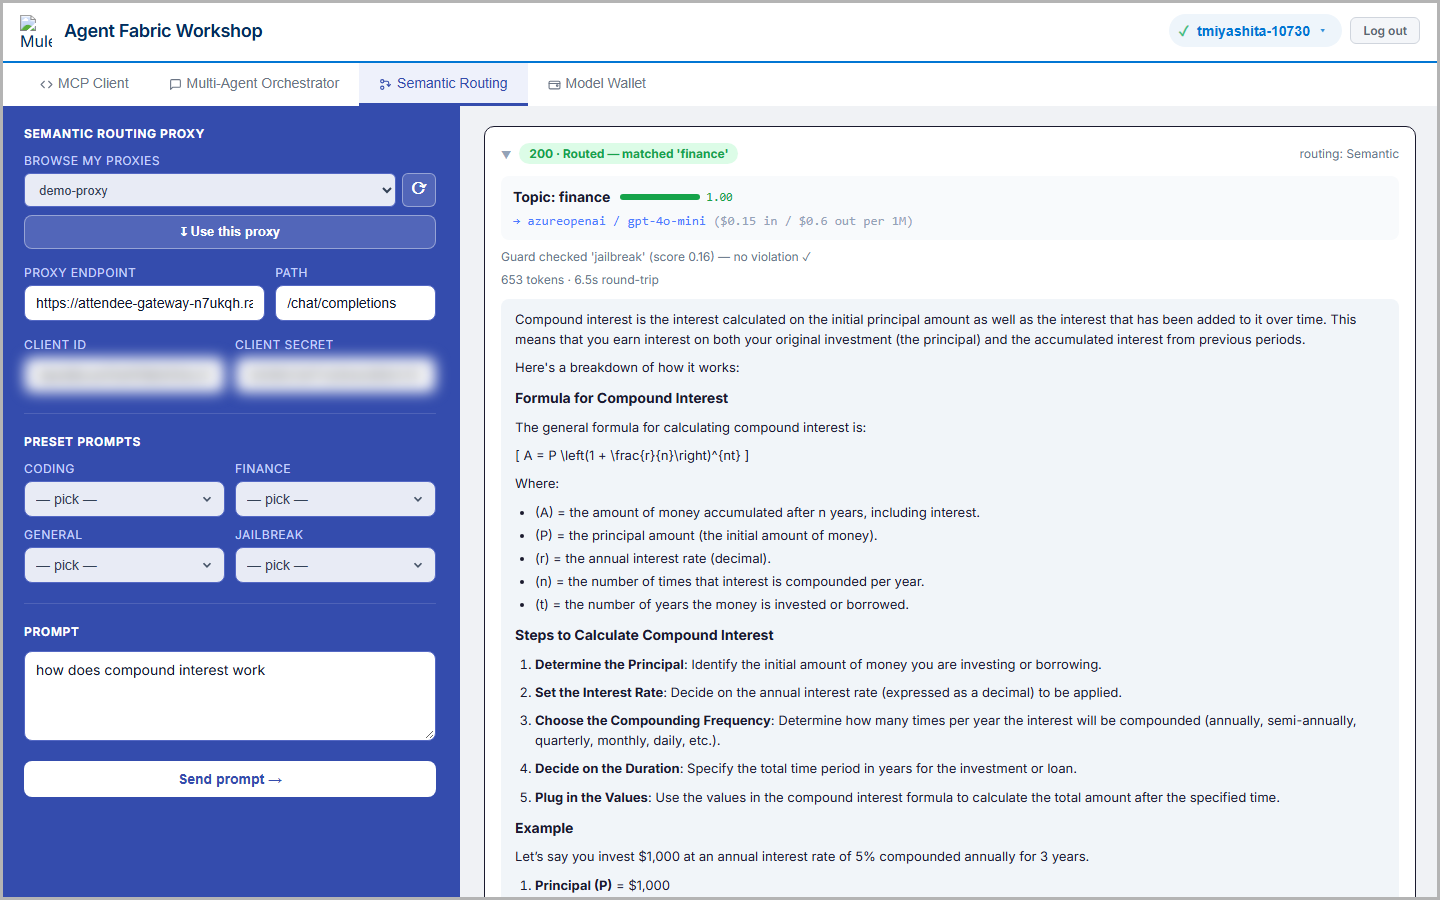 Mule
Agent Fabric Workshop
✓ tmiyashita-10730
Log out
MCP Client
Multi-Agent Orchestrator
Semantic Routing
Model Wallet
SEMANTIC ROUTING PROXY
BROWSE MY PROXIES
demo-proxy
↧ Use this proxy
PROXY ENDPOINT
PATH
https://attendee-gateway-n7ukqh.ra
/chat/completions
CLIENT ID
CLIENT SECRET
PRESET PROMPTS
CODING
FINANCE
— pick —
— pick —
GENERAL
JAILBREAK
— pick —
— pick —
PROMPT
how does compound interest work
Send prompt →
200 · Routed — matched 'finance'
routing: Semantic
Topic: finance 1.00
→ azureopenai / gpt-4o-mini ($0.15 in / $0.6 out per 1M)
Guard checked 'jailbreak' (score 0.16) — no violation ✓
653 tokens · 6.5s round-trip
Compound interest is the interest calculated on the initial principal amount as well as the interest that has been added to it over time. This
means that you earn interest on both your original investment (the principal) and the accumulated interest from previous periods.
Here's a breakdown of how it works:
Formula for Compound Interest
The general formula for calculating compound interest is:
[ A = P \left(1 + \frac{r}{n}\right)^{nt} ]
Where:
• (A) = the amount of money accumulated after n years, including interest.
• (P) = the principal amount (the initial amount of money).
• (r) = the annual interest rate (decimal).
• (n) = the number of times that interest is compounded per year.
• (t) = the number of years the money is invested or borrowed.
Steps to Calculate Compound Interest
1. Determine the Principal: Identify the initial amount of money you are investing or borrowing.
2. Set the Interest Rate: Decide on the annual interest rate (expressed as a decimal) to be applied.
3. Choose the Compounding Frequency: Determine how many times per year the interest will be compounded (annually, semi-annually,
quarterly, monthly, daily, etc.).
4. Decide on the Duration: Specify the total time period in years for the investment or loan.
5. Plug in the Values: Use the values in the compound interest formula to calculate the total amount after the specified time.
Example
Let's say you invest $1,000 at an annual interest rate of 5% compounded annually for 3 years.
1. Principal (P) = $1,000